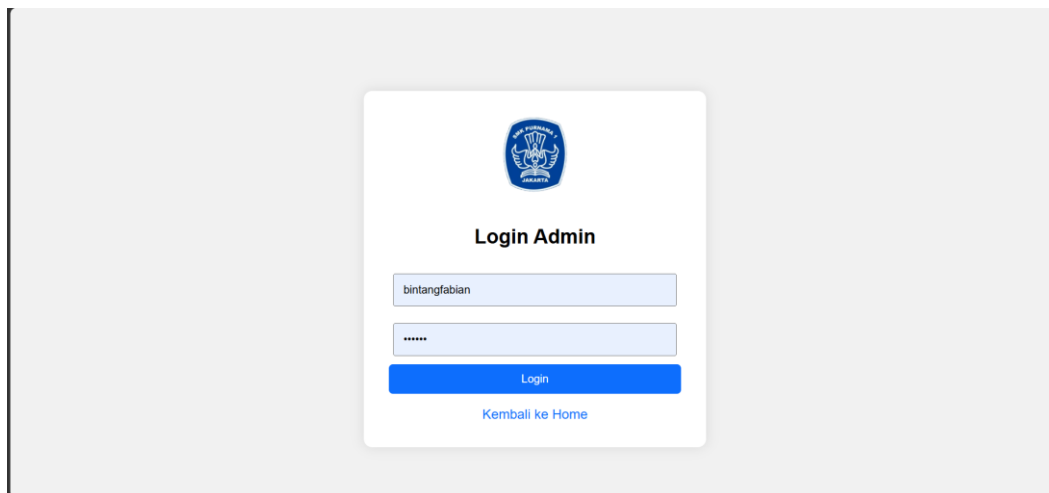 SMK PURNAMA 1
JAKARTA
Login Admin
bintangfabian
••••••
Login
Kembali ke Home